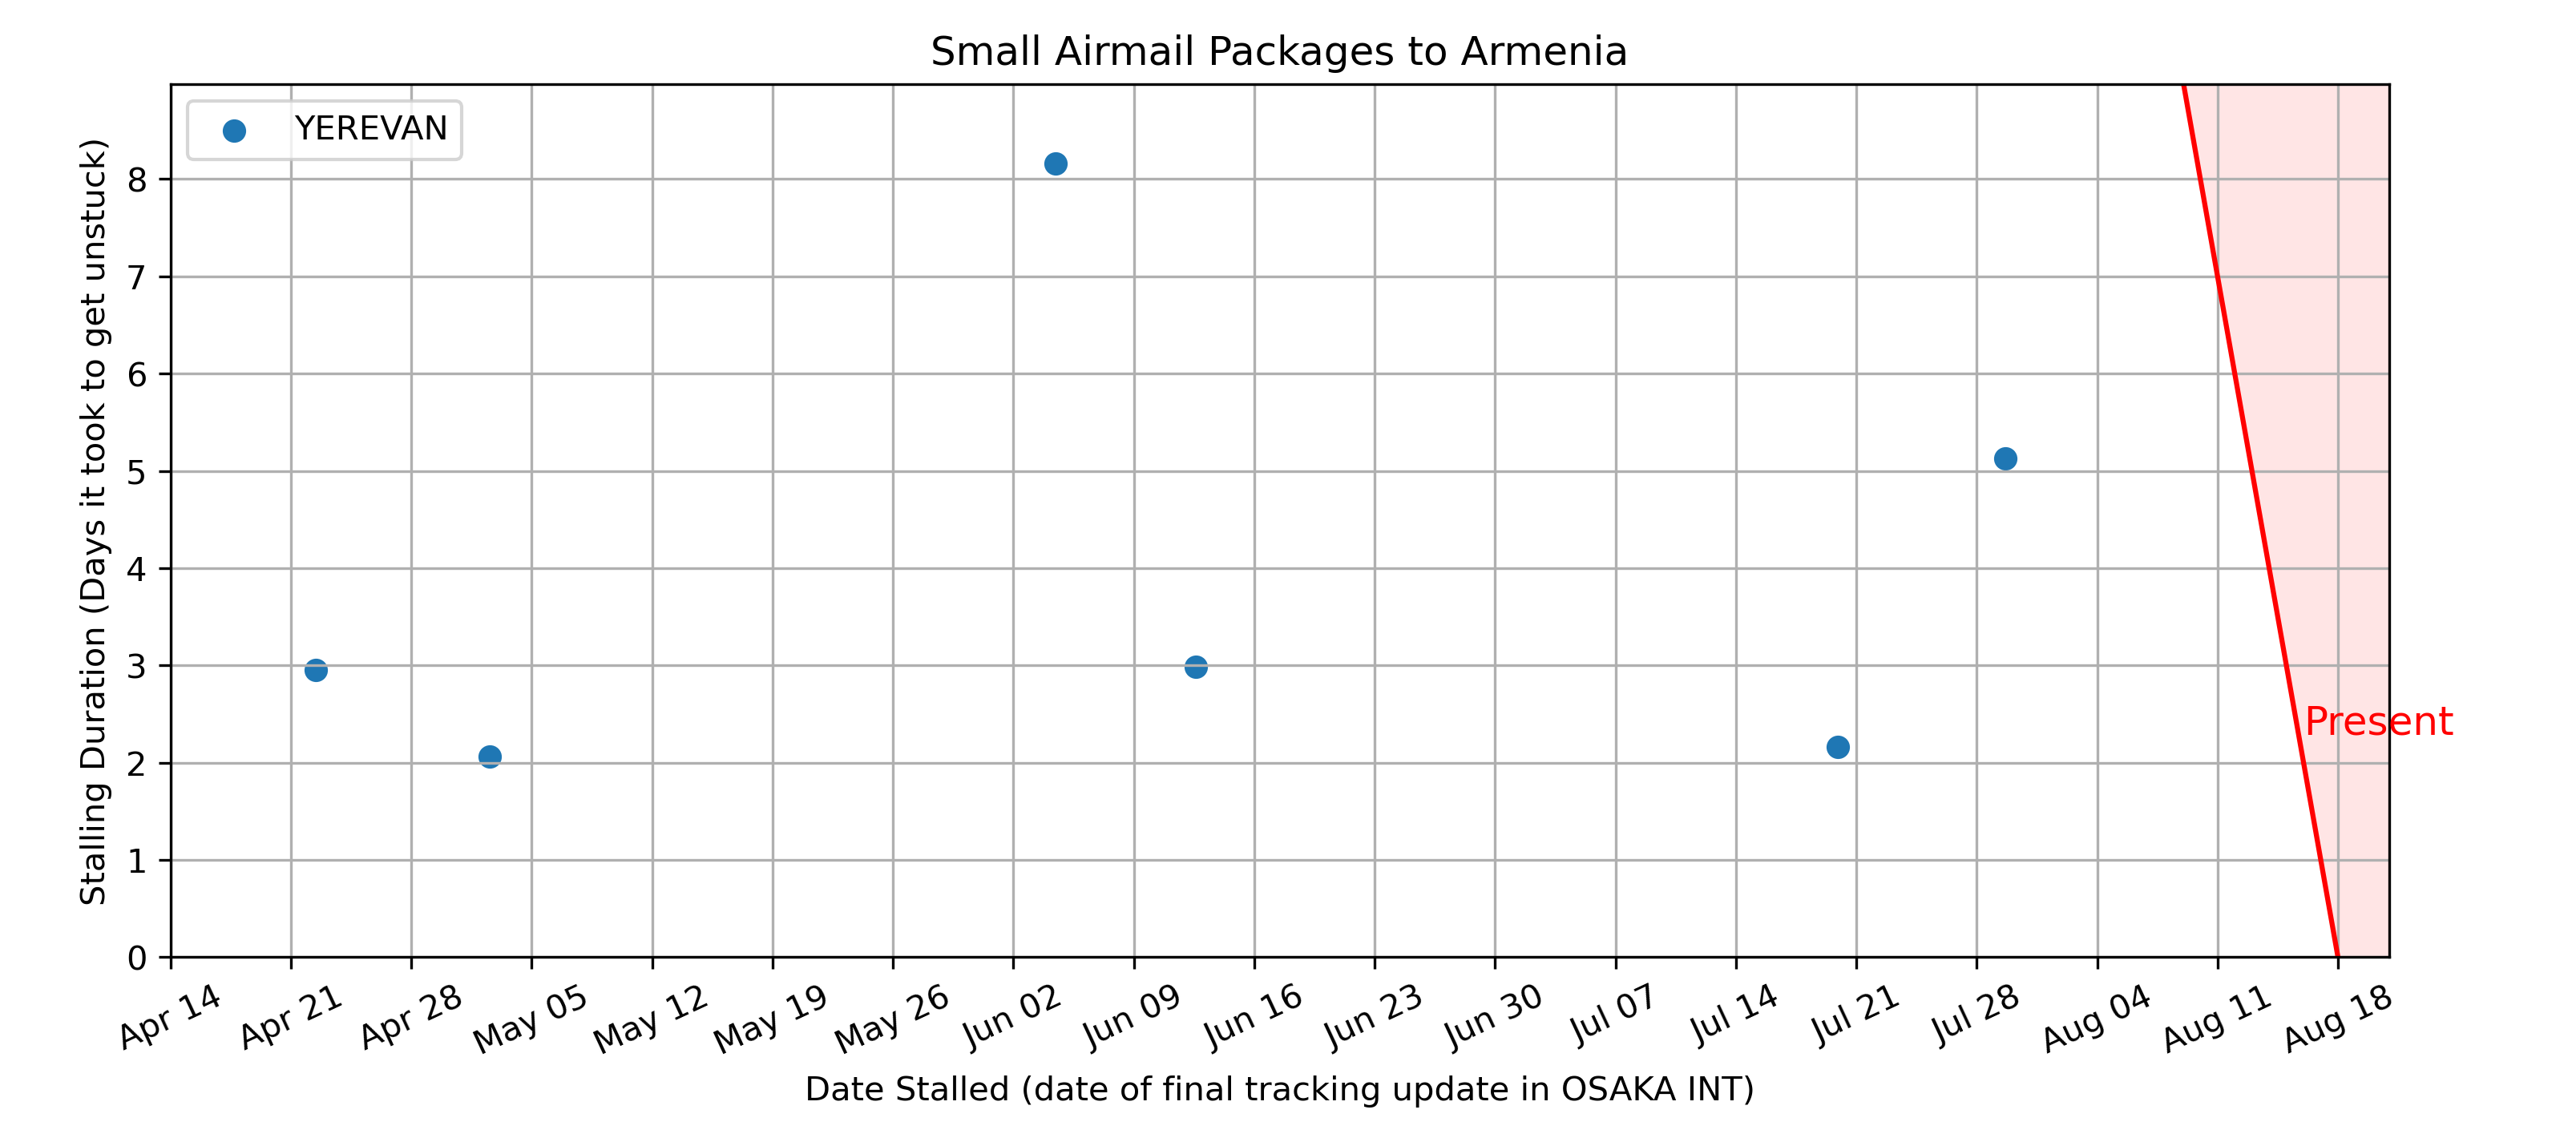 Small Airmail Packages to Armenia
YEREVAN
Stalling Duration (Days it took to get unstuck)
8
7
6
5
4
3
2
1
0
Present
Apr 14
Apr 21
Apr 28
May 05
May 12
May 19
May 26
Jun 02
Jun 09
Jun 16
Jun 23
Jun 30
Jul 07
Jul 14
Jul 21
Jul 28
Aug 04
Aug 11
Aug 18
Date Stalled (date of final tracking update in OSAKA INT)